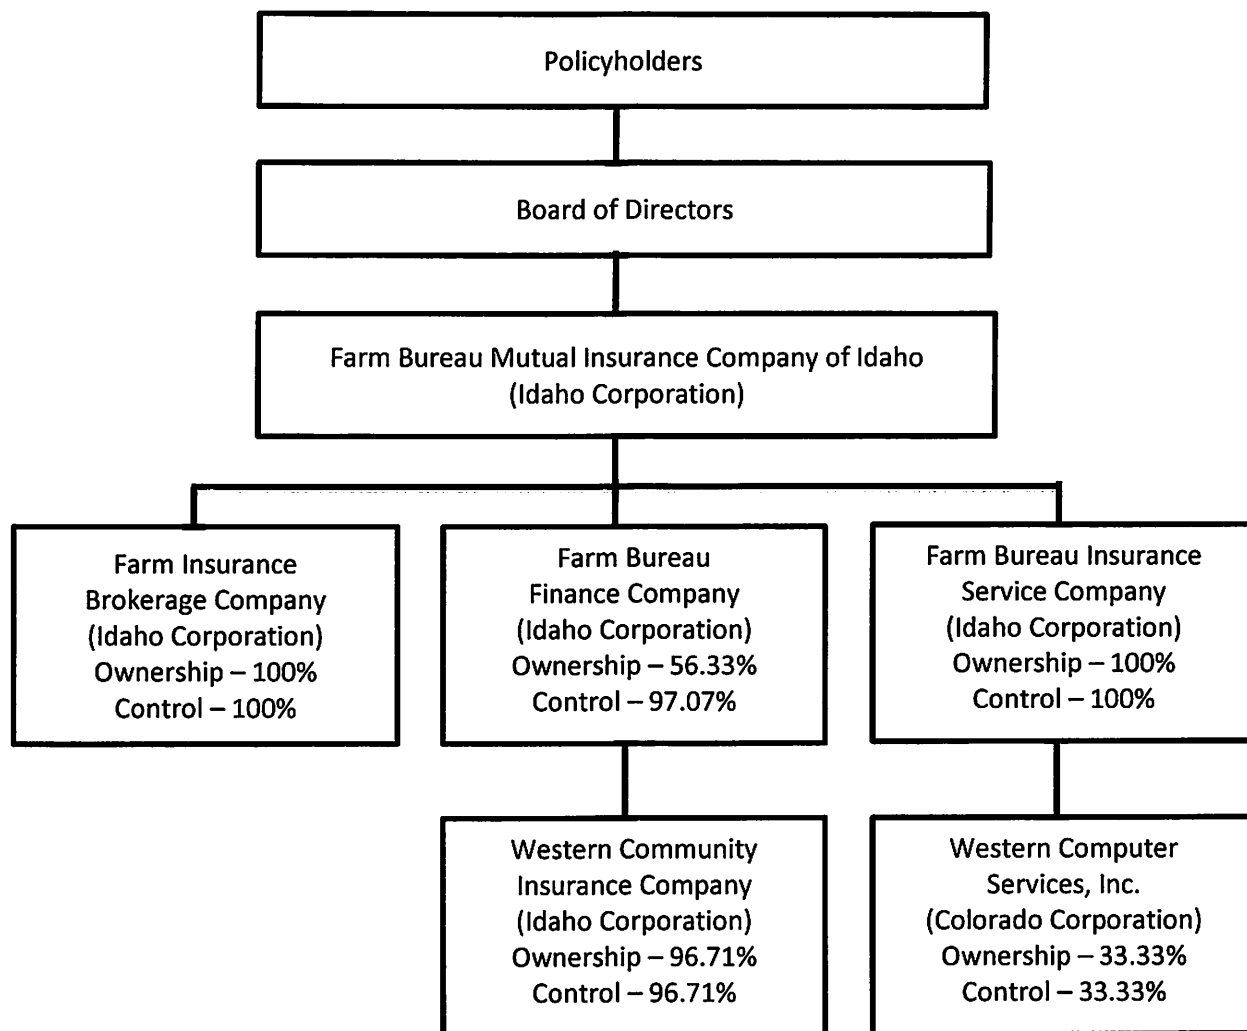 Policyholders
Board of Directors
Farm Bureau Mutual Insurance Company of Idaho
(Idaho Corporation)
Farm Insurance
Brokerage Company
(Idaho Corporation)
Ownership – 100%
Control – 100%
Farm Bureau
Finance Company
(Idaho Corporation)
Ownership – 56.33%
Control – 97.07%
Farm Bureau Insurance
Service Company
(Idaho Corporation)
Ownership – 100%
Control – 100%
Western Community
Insurance Company
(Idaho Corporation)
Ownership – 96.71%
Control – 96.71%
Western Computer
Services, Inc.
(Colorado Corporation)
Ownership – 33.33%
Control – 33.33%